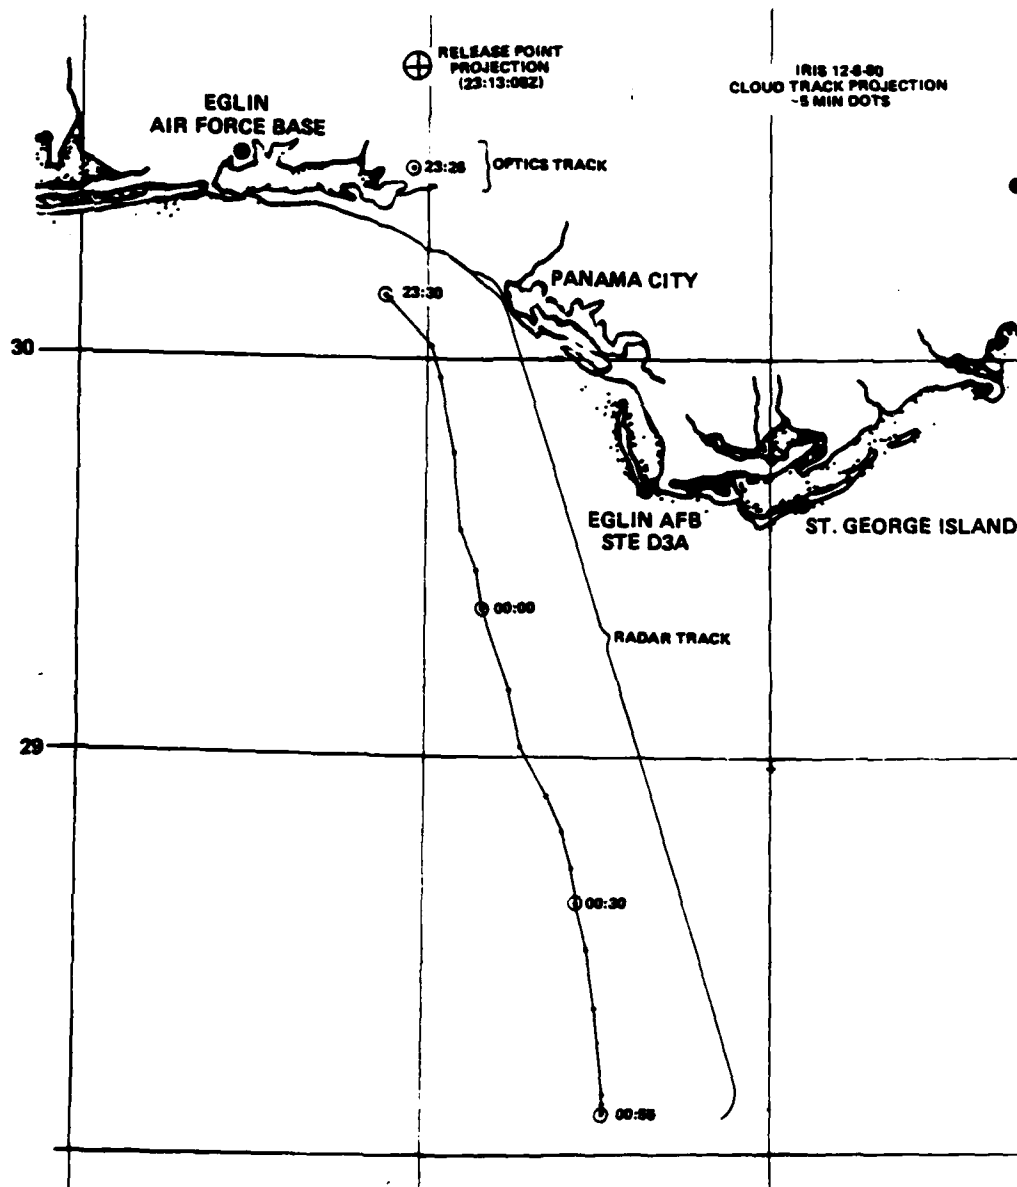 RELEASE POINT
PROJECTION
(23:13:08Z)
IRIS 12-8-80
CLOUD TRACK PROJECTION
~5 MIN DOTS
EGLIN
AIR FORCE BASE
23:26
OPTICS TRACK
PANAMA CITY
23:30
30
EGLIN AFB
STE D3A
ST. GEORGE ISLAND
00:00
RADAR TRACK
29
00:30
00:55